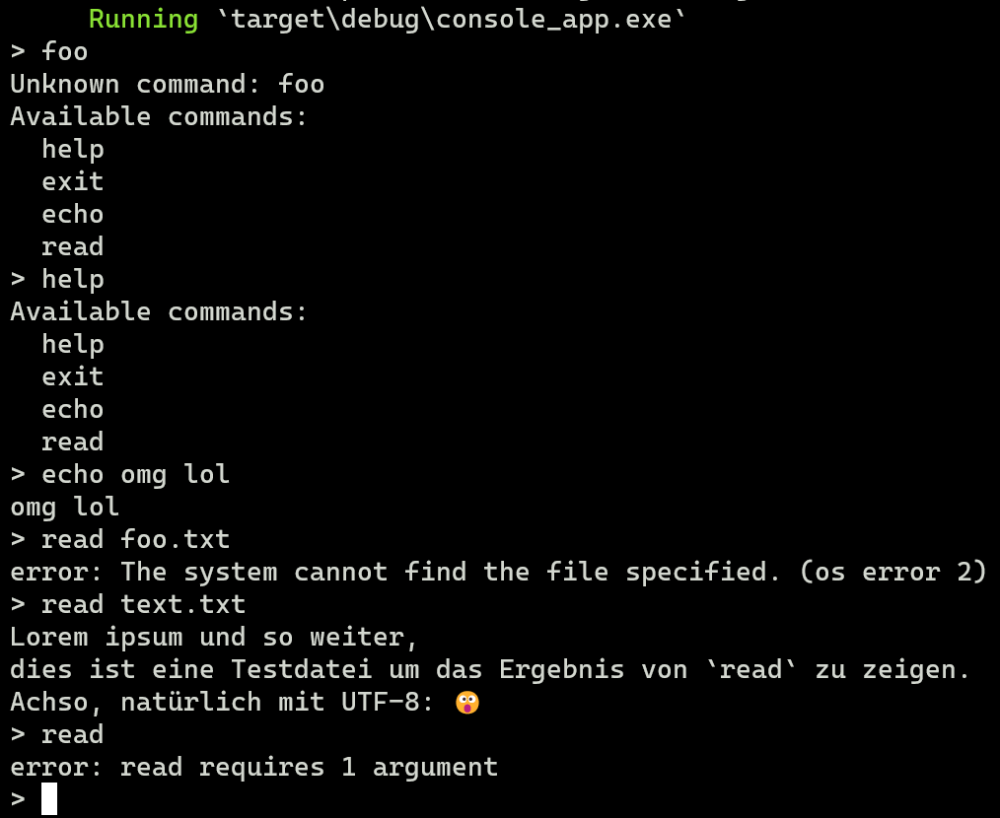 Running `target\debug\console_app.exe`
> foo
Unknown command: foo
Available commands:
  help
  exit
  echo
  read
> help
Available commands:
  help
  exit
  echo
  read
> echo omg lol
omg lol
> read foo.txt
error: The system cannot find the file specified. (os error 2)
> read text.txt
Lorem ipsum und so weiter,
dies ist eine Testdatei um das Ergebnis von `read` zu zeigen.
Achso, natürlich mit UTF-8: 😲
> read
error: read requires 1 argument
>